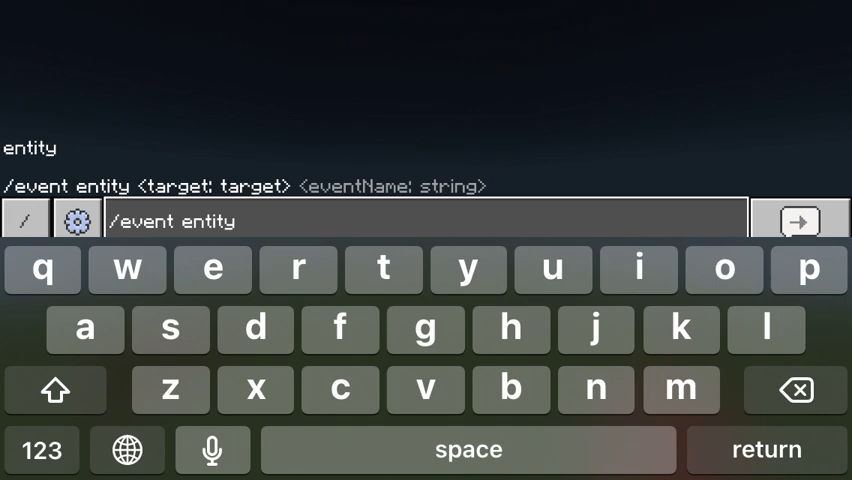 entity
/event entity <target: target> <eventName: string>
/ /event entity
q w e r t y u i o p
a s d f g h j k l
z x c v b n m
123 space return